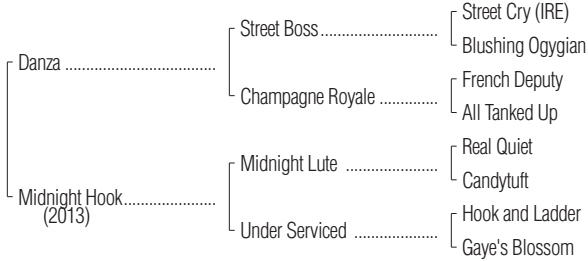 Street Cry (IRE)
Street Boss
Blushing Ogygian
Danza
French Deputy
Champagne Royale
All Tanked Up
Real Quiet
Midnight Lute
Candytuft
Midnight Hook
(2013)
Hook and Ladder
Under Serviced
Gaye's Blossom